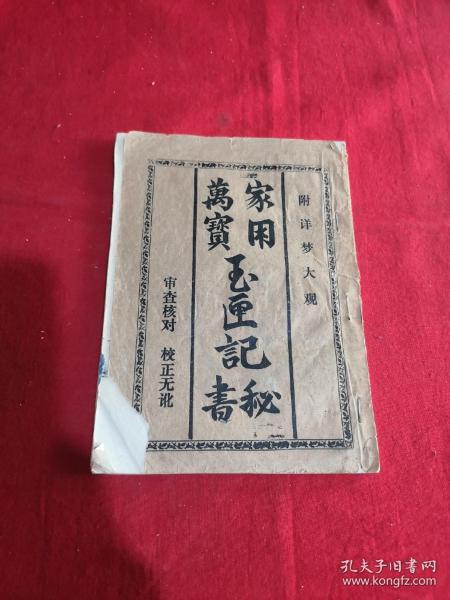 附详梦大观
家用
萬寳
玉匣記
秘書
审查核对 校正无讹
孔夫子旧书网
www.kongfz.com